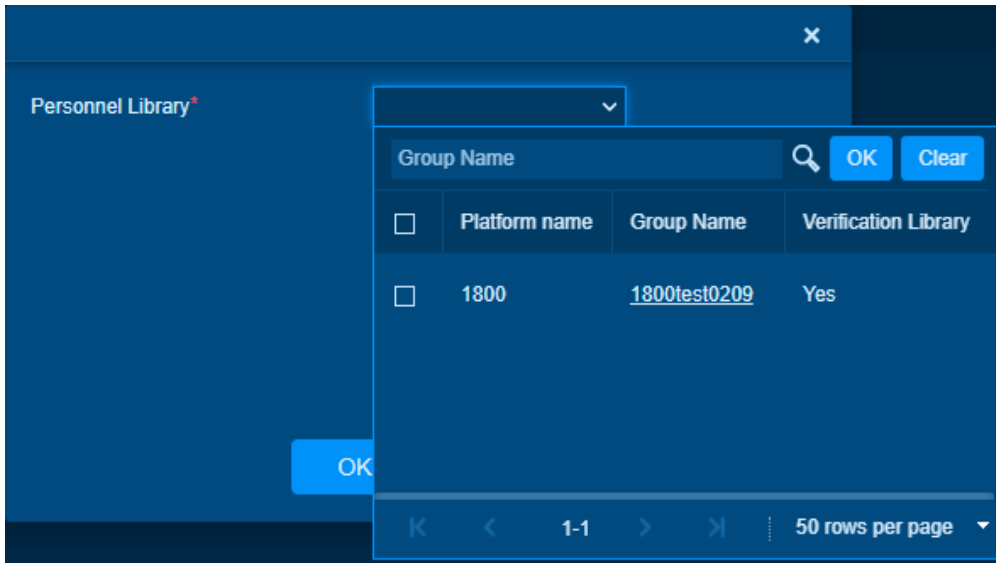 Personnel Library*
Group Name OK Clear
Platform name Group Name Verification Library
1800 1800test0209 Yes
OK
1-1 50 rows per page